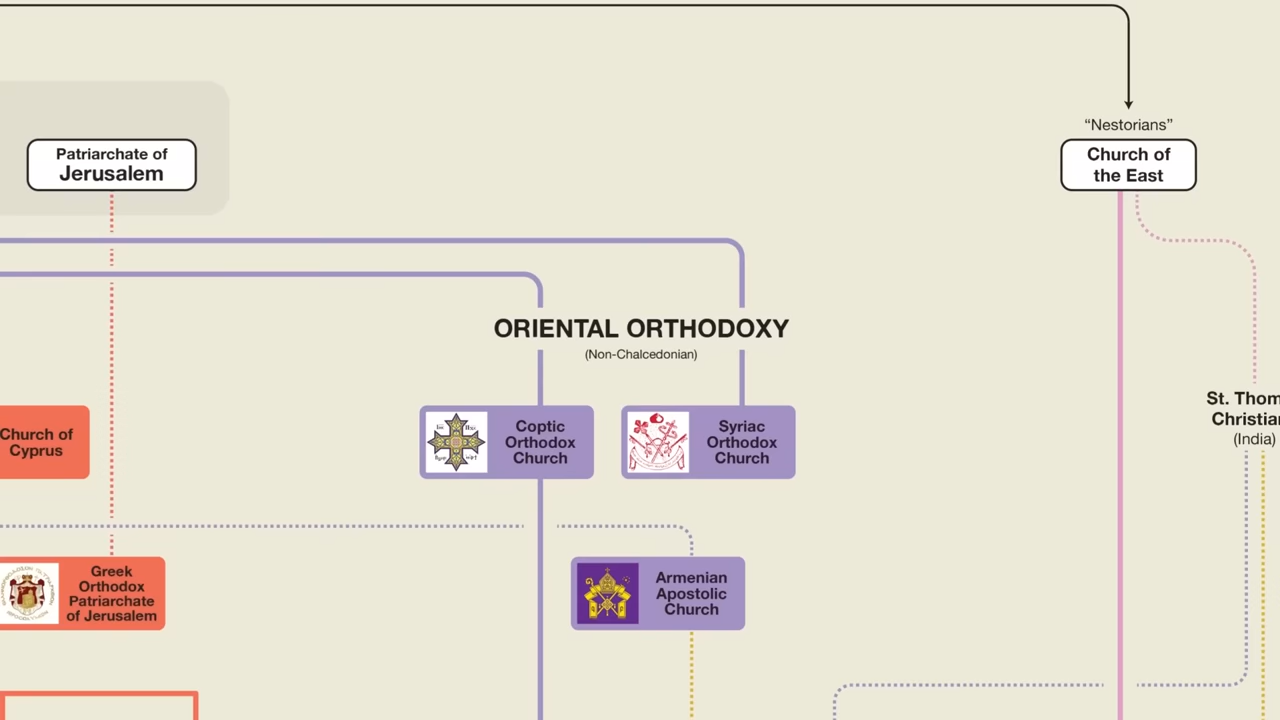 “Nestorians”
Church of
the East
Patriarchate of
Jerusalem
ORIENTAL ORTHODOXY
(Non-Chalcedonian)
St. Thom
Christian
(India)
Church of
Cyprus
Coptic
Orthodox
Church
Syriac
Orthodox
Church
Greek
Orthodox
Patriarchate
of Jerusalem
Armenian
Apostolic
Church